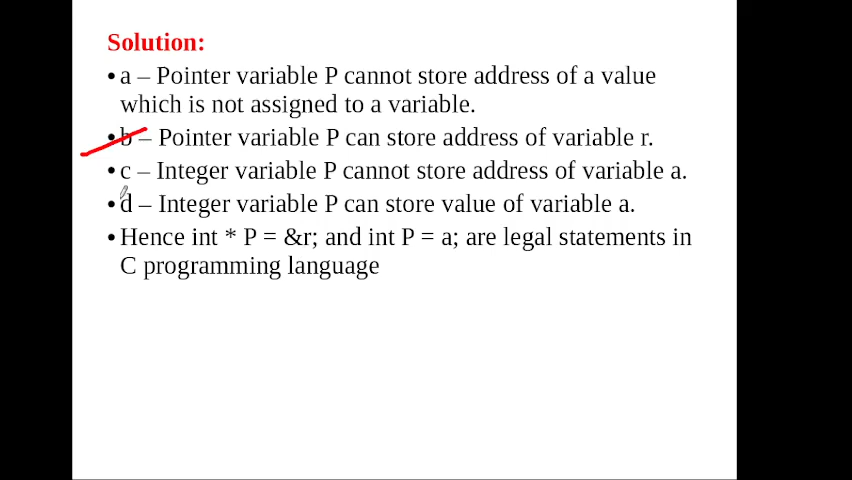 Solution:
• a – Pointer variable P cannot store address of a value
which is not assigned to a variable.
• b – Pointer variable P can store address of variable r.
• c – Integer variable P cannot store address of variable a.
• d – Integer variable P can store value of variable a.
• Hence int * P = &r; and int P = a; are legal statements in
C programming language